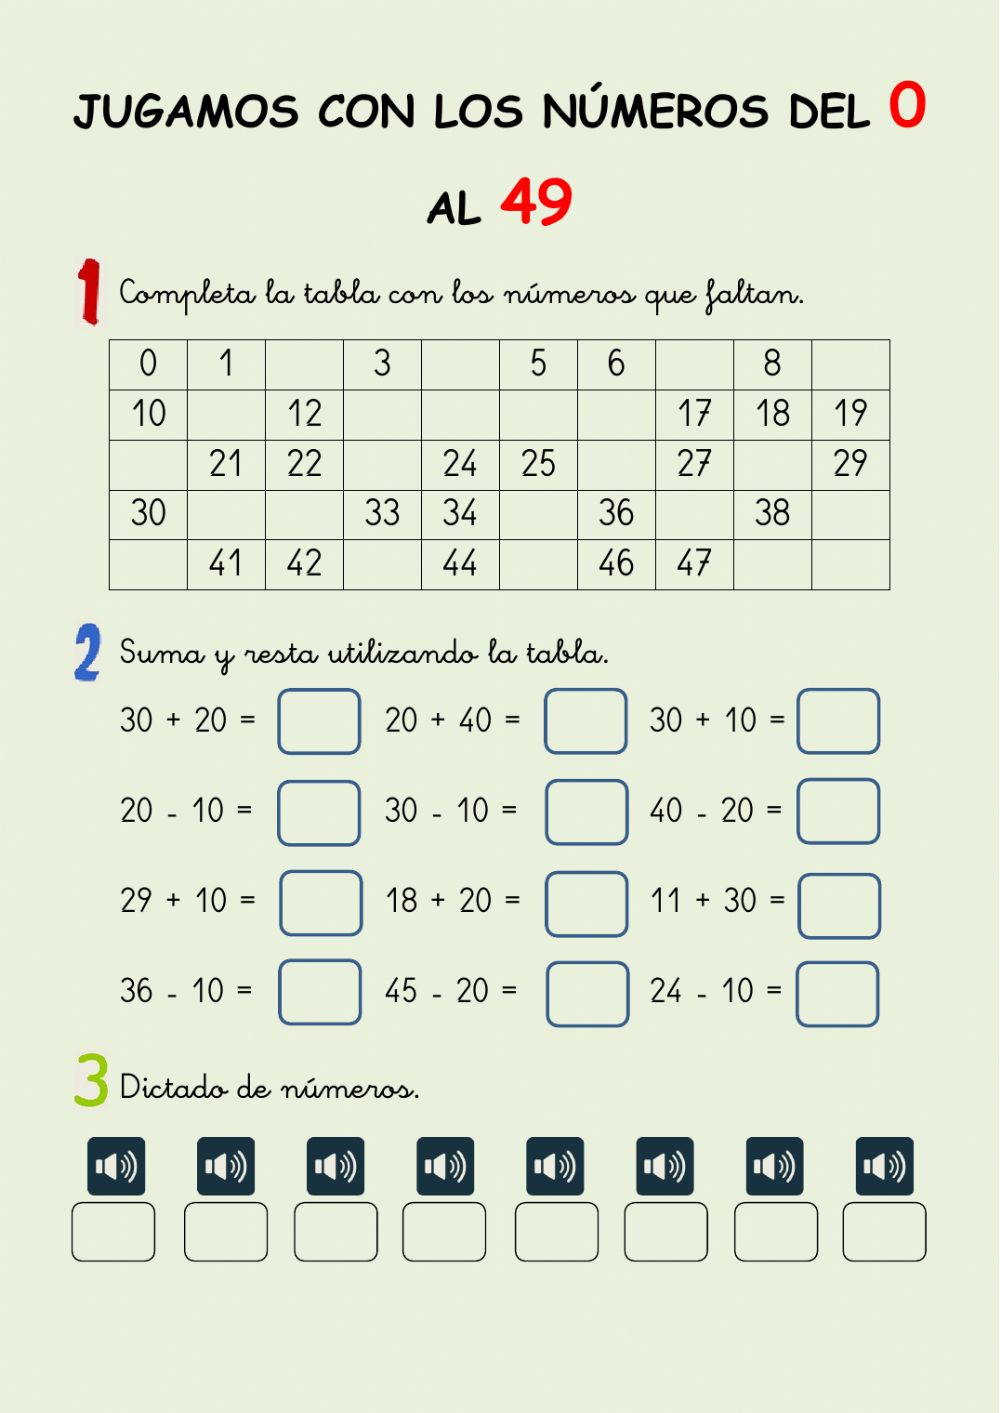 JUGAMOS CON LOS NÚMEROS DEL 0
AL 49
1 Completa la tabla con los números que faltan.
0 1 3 5 6 8
10 12 17 18 19
21 22 24 25 27 29
30 33 34 36 38
41 42 44 46 47
2 Suma y resta utilizando la tabla.
30 + 20 = 20 + 40 = 30 + 10 =
20 - 10 = 30 - 10 = 40 - 20 =
29 + 10 = 18 + 20 = 11 + 30 =
36 - 10 = 45 - 20 = 24 - 10 =
3 Dictado de números.